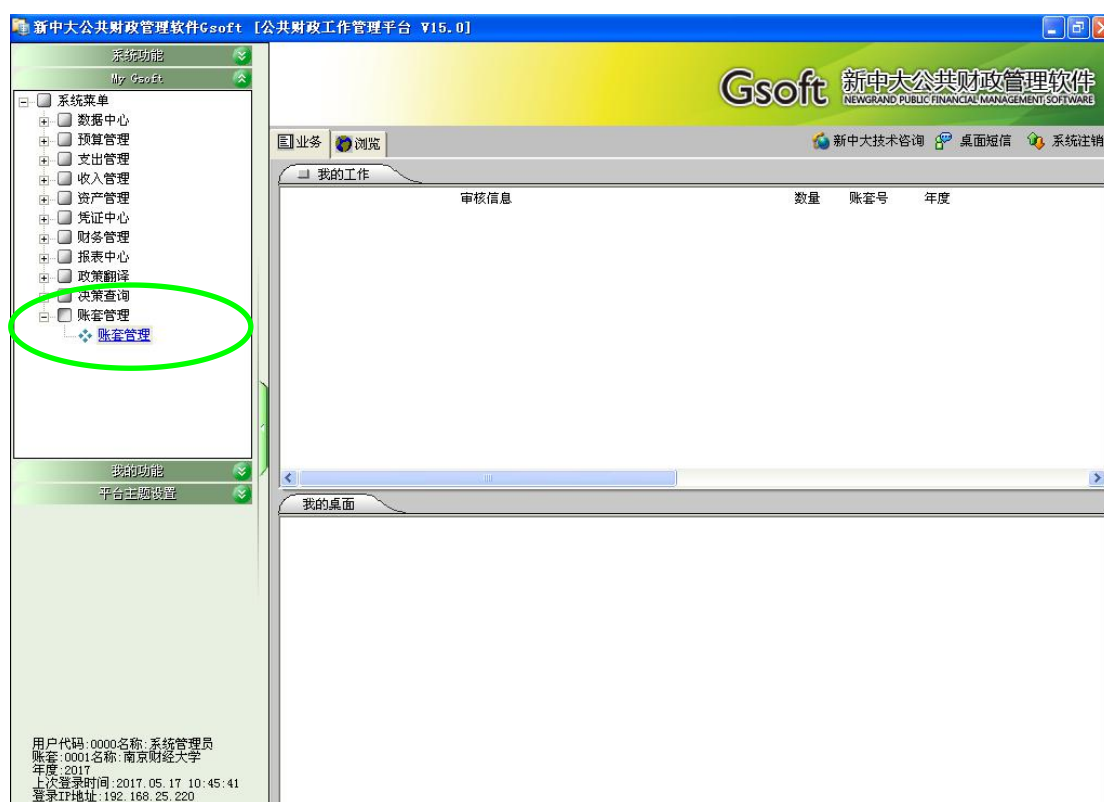 新中大公共财政管理软件Gsoft [公共财政工作管理平台 V15.0]
系统功能
My Gsoft
系统菜单
数据中心
预算管理
支出管理
收入管理
资产管理
凭证中心
财务管理
报表中心
政策翻译
决策查询
账套管理
账套管理
我的功能
平台主题设置
用户代码:0000名称:系统管理员
账套:0001名称:南京财经大学
年度:2017
上次登录时间:2017.05.17 10:45:41
登录IP地址:192.168.25.220
Gsoft 新中大公共财政管理软件
NEWGRAND PUBLIC FINANCIAL MANAGEMENT SOFTWARE
业务 浏览 新中大技术咨询 桌面短信 系统注销
我的工作
审核信息 数量 账套号 年度
我的桌面